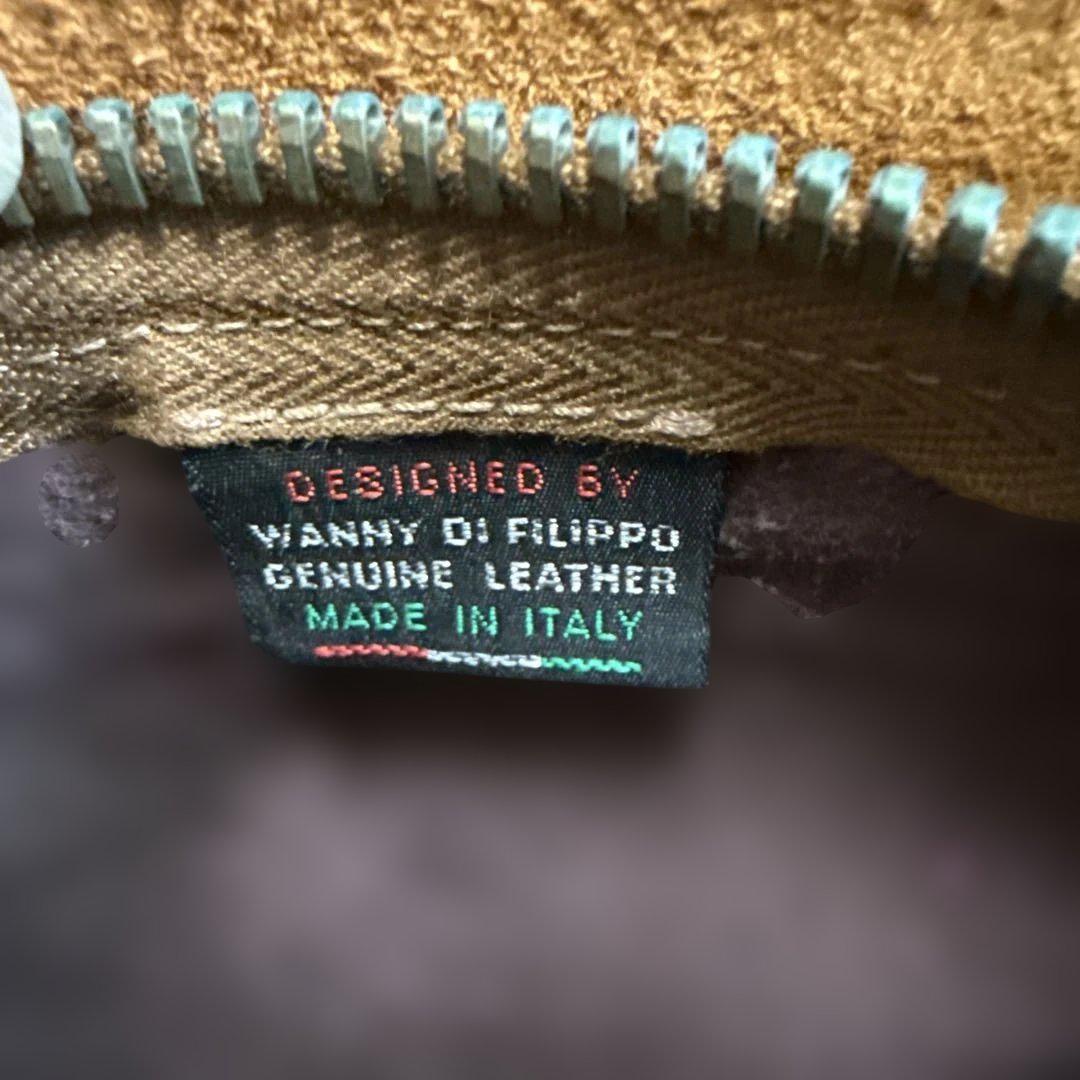 DESIGNED BY
WANNY DI FILIPPO
GENUINE LEATHER
MADE IN ITALY